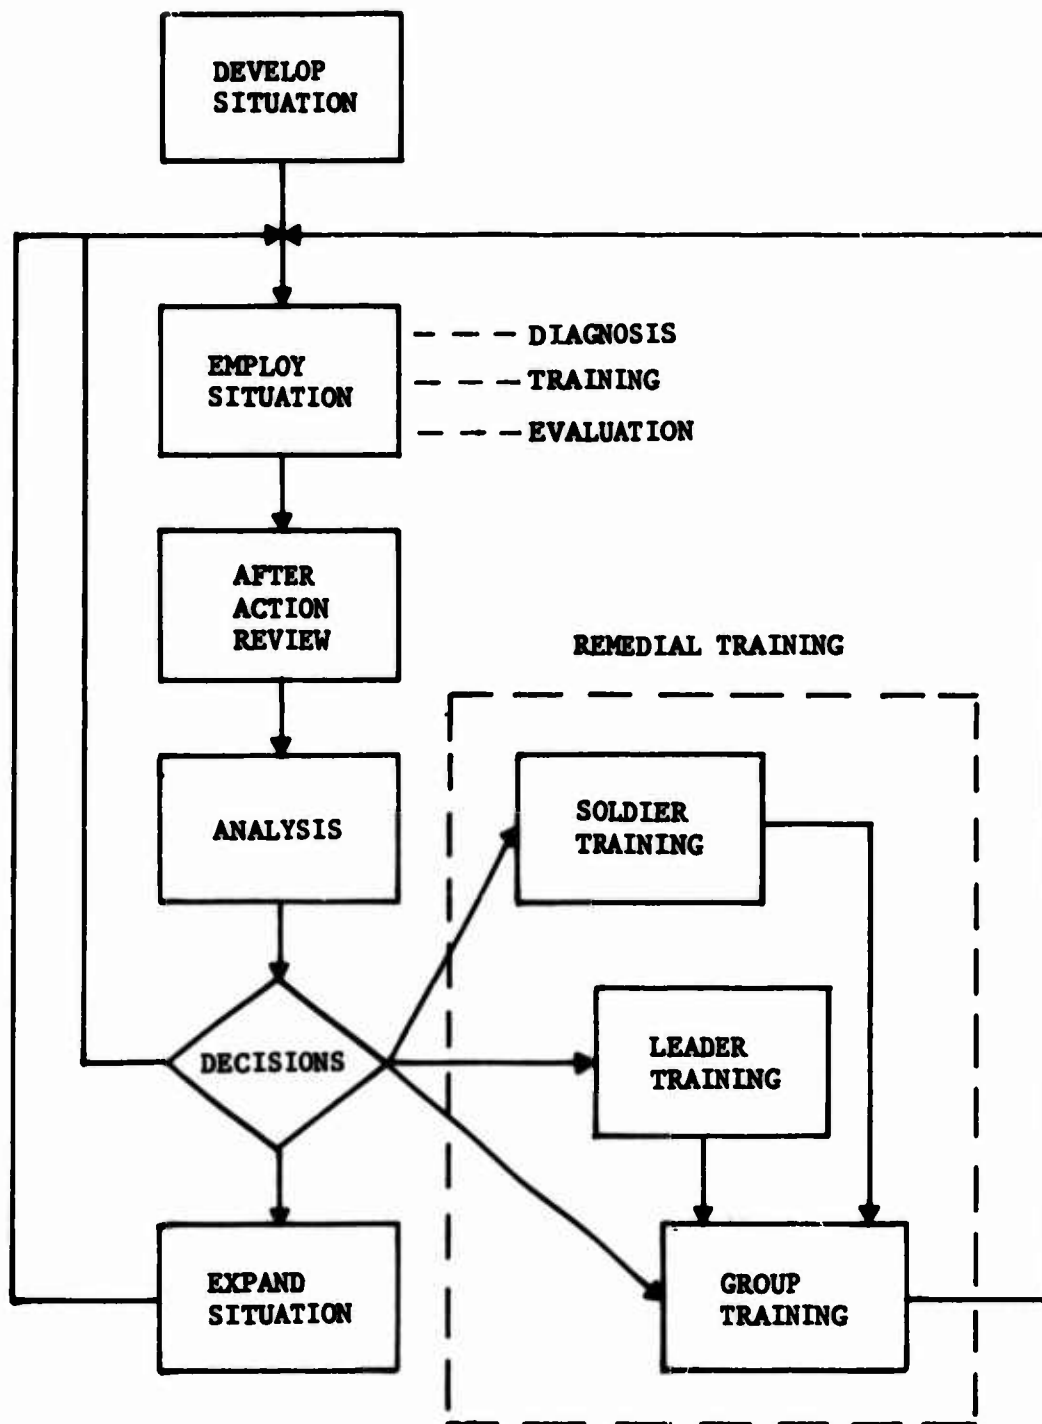 DEVELOP
SITUATION
EMPLOY
SITUATION
DIAGNOSIS
TRAINING
EVALUATION
AFTER
ACTION
REVIEW
REMEDIAL TRAINING
ANALYSIS
SOLDIER
TRAINING
DECISIONS
LEADER
TRAINING
EXPAND
SITUATION
GROUP
TRAINING